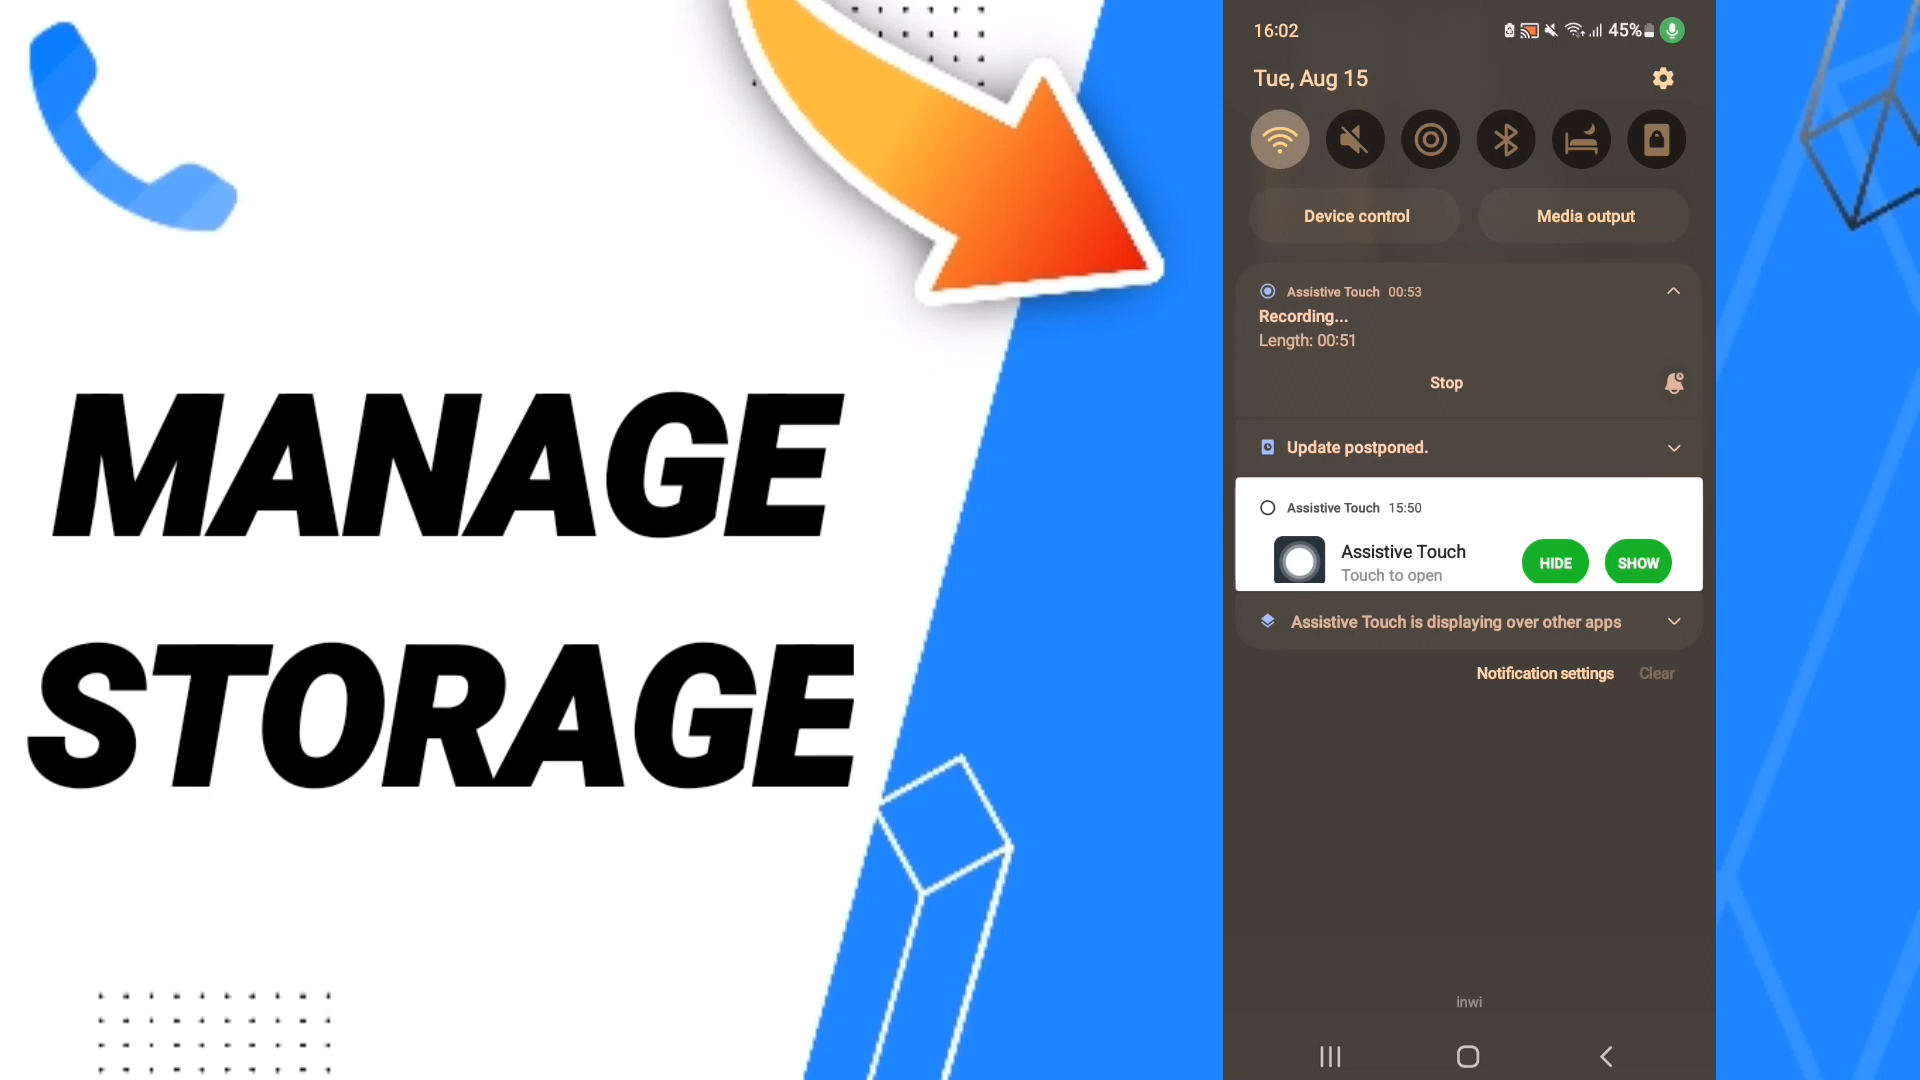 MANAGE
STORAGE
16:02
45%
Tue, Aug 15
Device control
Media output
Assistive Touch 00:53
Recording...
Length: 00:51
Stop
Update postponed.
Assistive Touch 15:50
Assistive Touch
Touch to open
HIDE
SHOW
Assistive Touch is displaying over other apps
Notification settings
Clear
inwi